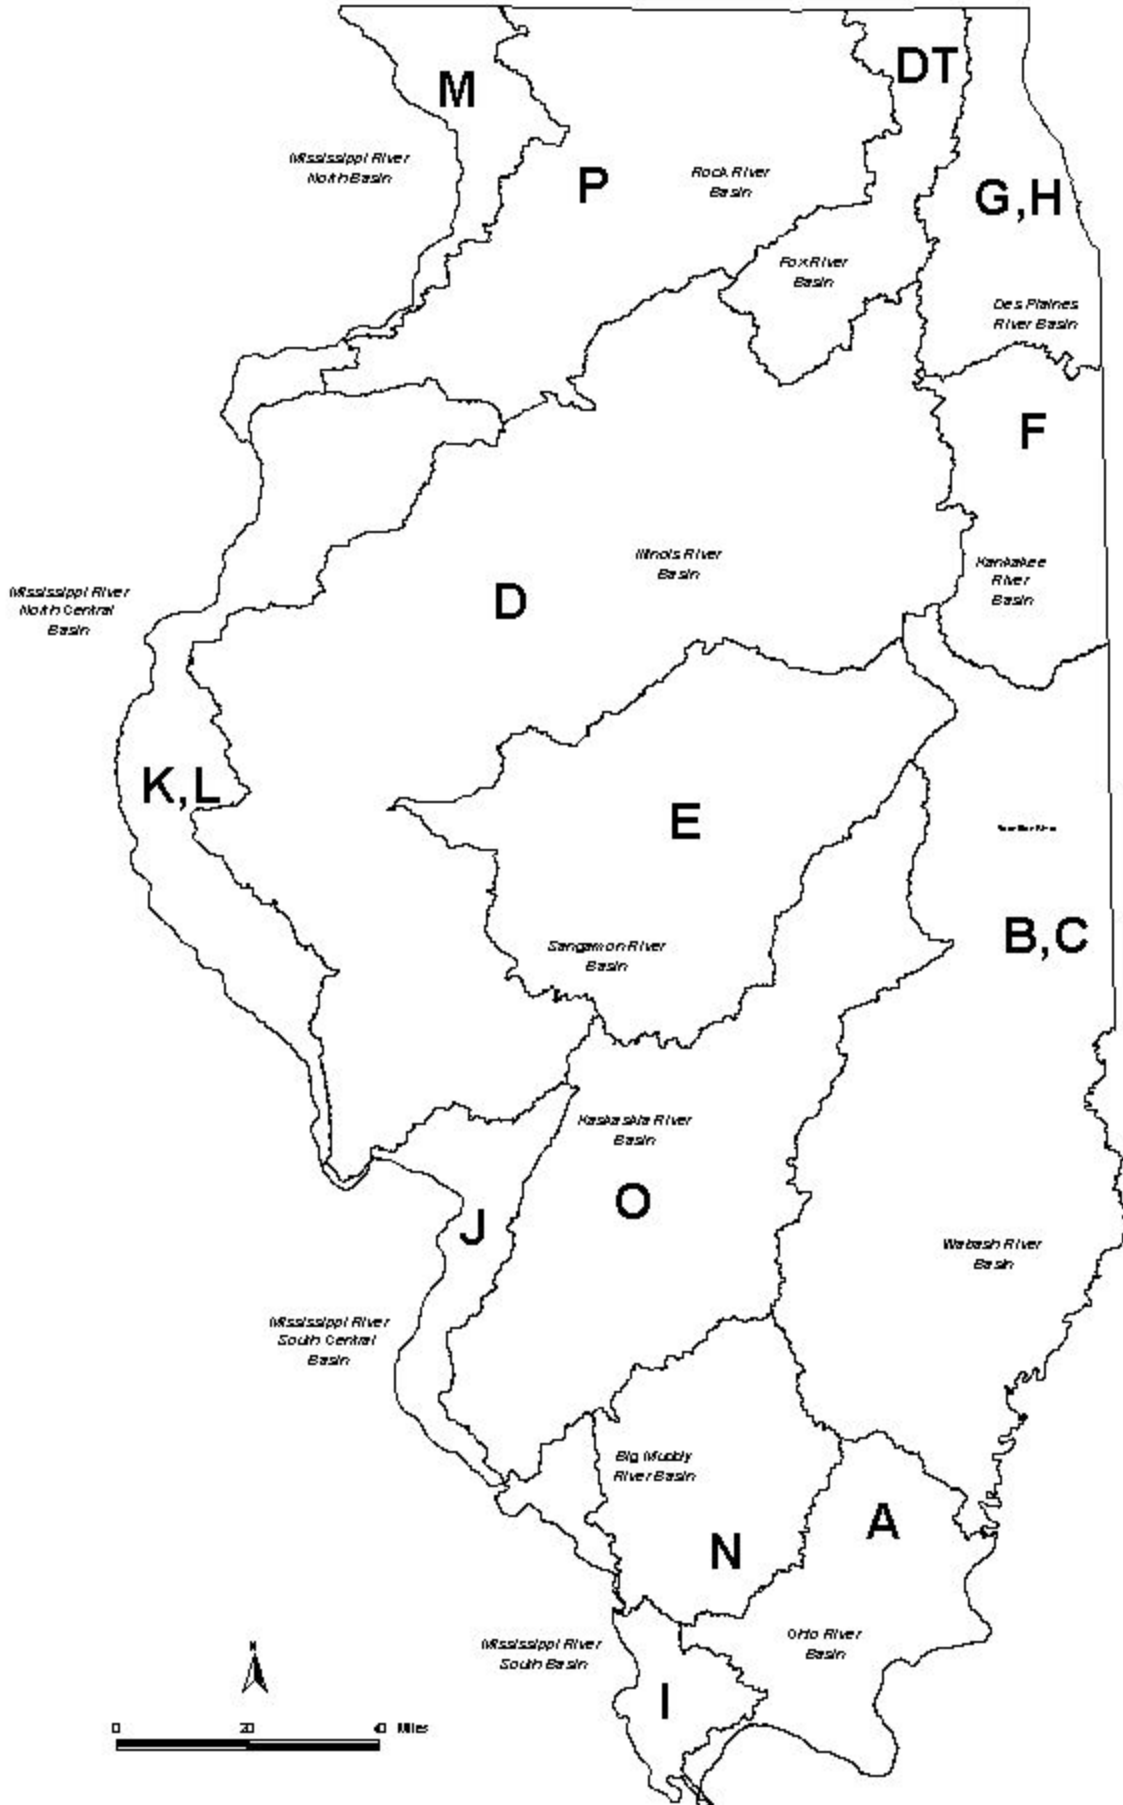 M
DT
Mississippi River
North Basin
P
Rock River
Basin
G,H
Fox River
Basin
Des Plaines
River Basin
F
Illinois River
Basin
D
Kankakee
River
Basin
Mississippi River
North Central
Basin
K,L
E
B,C
Sangamon River
Basin
Kaskaskia River
Basin
O
J
Wabash River
Basin
Mississippi River
South Central
Basin
Big Muddy
River Basin
A
N
Ohio River
Basin
Mississippi River
South Basin
I
N
0 20 40 Miles